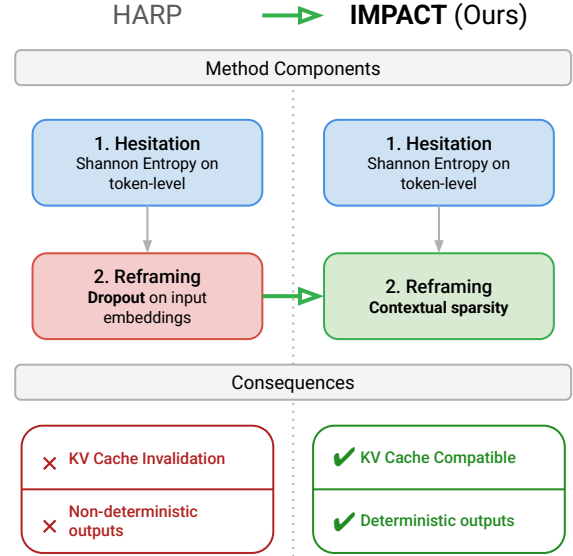 HARP
IMPACT (Ours)
Method Components
1. Hesitation
Shannon Entropy on
token-level
1. Hesitation
Shannon Entropy on
token-level
2. Reframing
Dropout on input
embeddings
2. Reframing
Contextual sparsity
Consequences
KV Cache Invalidation
Non-deterministic
outputs
KV Cache Compatible
Deterministic outputs